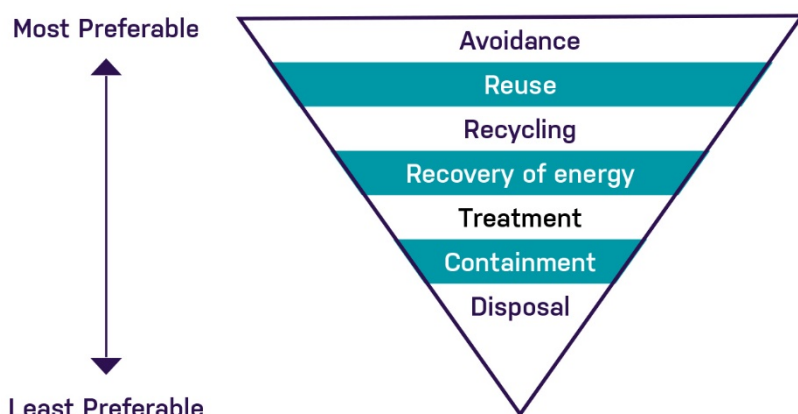 Most Preferable
Avoidance
Reuse
Recycling
Recovery of energy
Treatment
Containment
Disposal
Least Preferable